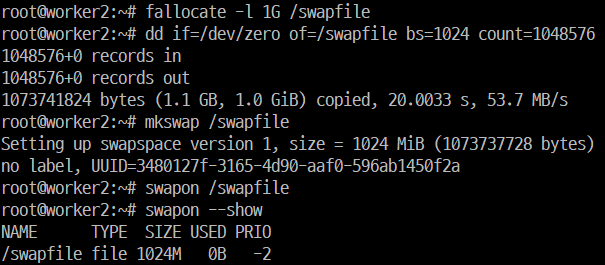 root@worker2:~# fallocate -l 1G /swapfile
root@worker2:~# dd if=/dev/zero of=/swapfile bs=1024 count=1048576
1048576+0 records in
1048576+0 records out
1073741824 bytes (1.1 GB, 1.0 GiB) copied, 20.0033 s, 53.7 MB/s
root@worker2:~# mkswap /swapfile
Setting up swapspace version 1, size = 1024 MiB (1073737728 bytes)
no label, UUID=3480127f-3165-4d90-aaf0-596ab1450f2a
root@worker2:~# swapon /swapfile
root@worker2:~# swapon --show
NAME      TYPE  SIZE USED PRIO
/swapfile file 1024M   0B   -2